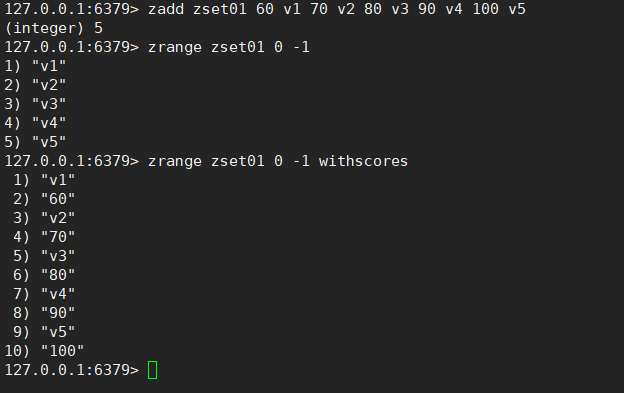 127.0.0.1:6379> zadd zset01 60 v1 70 v2 80 v3 90 v4 100 v5
(integer) 5
127.0.0.1:6379> zrange zset01 0 -1
1) "v1"
2) "v2"
3) "v3"
4) "v4"
5) "v5"
127.0.0.1:6379> zrange zset01 0 -1 withscores
 1) "v1"
 2) "60"
 3) "v2"
 4) "70"
 5) "v3"
 6) "80"
 7) "v4"
 8) "90"
 9) "v5"
10) "100"
127.0.0.1:6379>